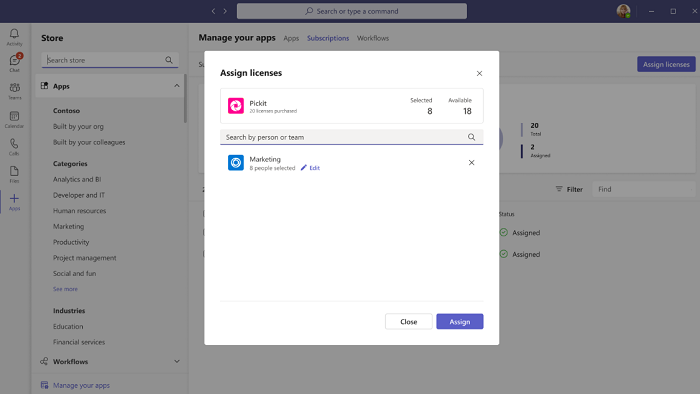 Search or type a command
Activity
Chat
2
Teams
Calendar
Calls
Files
Apps
Store
Search store
Apps
Contoso
Built by your org
Built by your colleagues
Categories
Analytics and BI
Developer and IT
Human resources
Marketing
Productivity
Project management
Social and fun
See more
Industries
Education
Financial services
Workflows
Manage your apps
Manage your apps Apps Subscriptions Workflows
Assign licenses
20
Total
2
Assigned
Filter
Find
Status
Assigned
Assigned
Assign licenses
Pickit
20 licenses purchased
Selected
8
Available
18
Search by person or team
Marketing
8 people selected Edit
Close
Assign